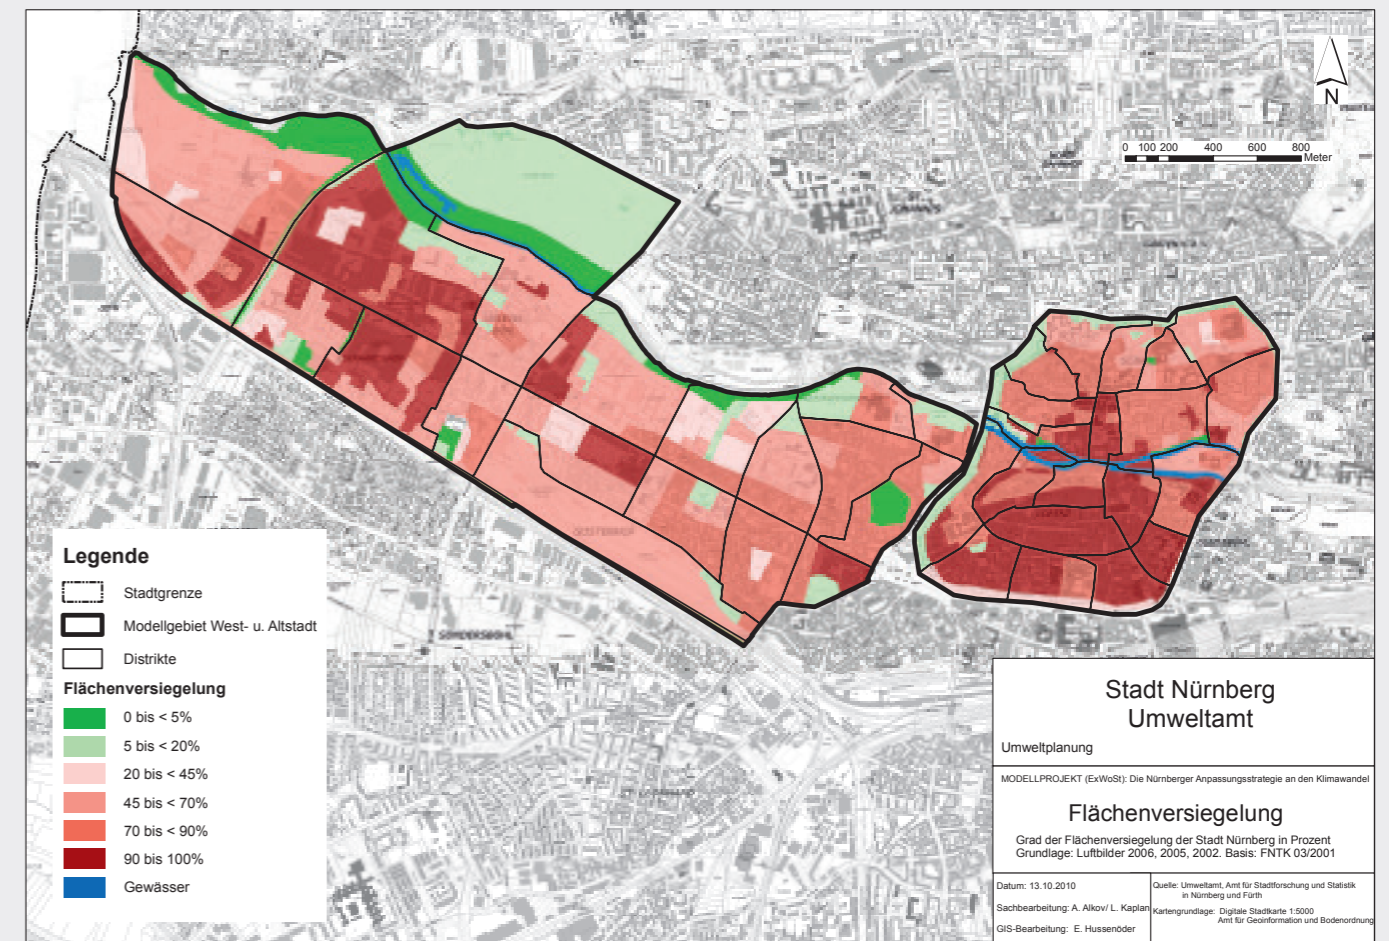 N
0 100 200 400 600 800
Meter
SÜNDERSBÜHL
Legende
Stadtgrenze
Modellgebiet West- u. Altstadt
Distrikte
Flächenversiegelung
0 bis < 5%
5 bis < 20%
20 bis < 45%
45 bis < 70%
70 bis < 90%
90 bis 100%
Gewässer
Stadt Nürnberg
Umweltamt
Umweltplanung
MODELLPROJEKT (ExWoSt): Die Nürnberger Anpassungsstrategie an den Klimawandel
Flächenversiegelung
Grad der Flächenversiegelung der Stadt Nürnberg in Prozent
Grundlage: Luftbilder 2006, 2005, 2002. Basis: FNTK 03/2001
Datum: 13.10.2010
Sachbearbeitung: A. Alkov/ L. Kaplan
GIS-Bearbeitung: E. Hussenöder
Quelle: Umweltamt, Amt für Stadtforschung und Statistik
in Nürnberg und Fürth
Kartengrundlage: Digitale Stadtkarte 1:5000
Amt für Geoinformation und Bodenordnung